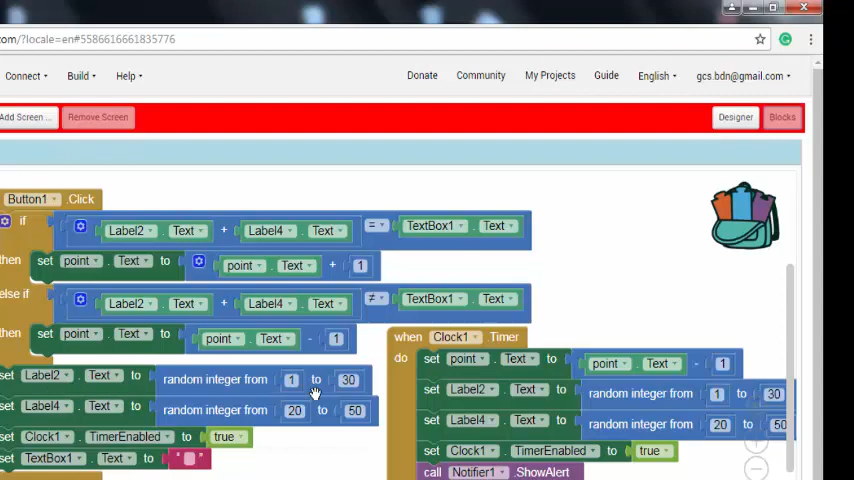 com/?locale=en#5586616661835776
Connect Build Help Donate Community My Projects Guide English gcs.bdn@gmail.com
Add Screen ... Remove Screen Designer Blocks
Button1 .Click
if Label2 . Text + Label4 . Text = TextBox1 . Text
then set point . Text to point . Text + 1
else if Label2 . Text + Label4 . Text ≠ TextBox1 . Text
then set point . Text to point . Text - 1
set Label2 . Text to random integer from 1 to 30
set Label4 . Text to random integer from 20 to 50
set Clock1 . TimerEnabled to true
set TextBox1 . Text to " "
when Clock1 .Timer
do set point . Text to point . Text - 1
set Label2 . Text to random integer from 1 to 30
set Label4 . Text to random integer from 20 to 50
set Clock1 . TimerEnabled to true
call Notifier1 .ShowAlert